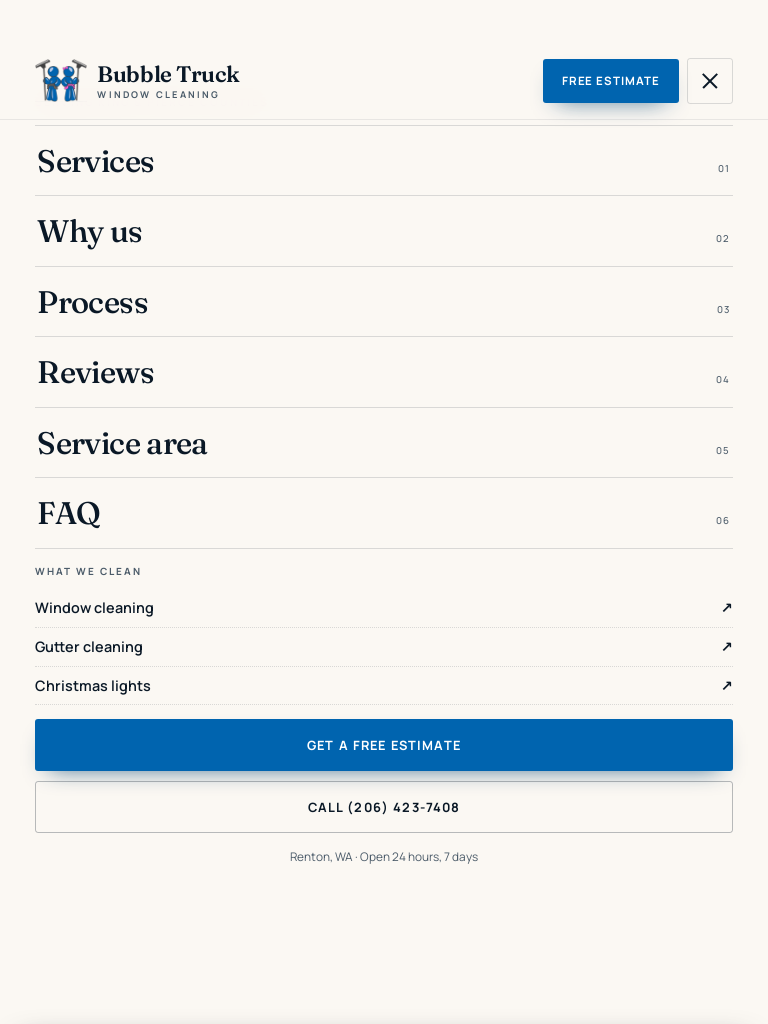 Bubble Truck
WINDOW CLEANING
FREE ESTIMATE
Services
01
Why us
02
Process
03
Reviews
04
Service area
05
FAQ
06
WHAT WE CLEAN
Window cleaning ↗
Gutter cleaning ↗
Christmas lights ↗
GET A FREE ESTIMATE
CALL (206) 423-7408
Renton, WA · Open 24 hours, 7 days